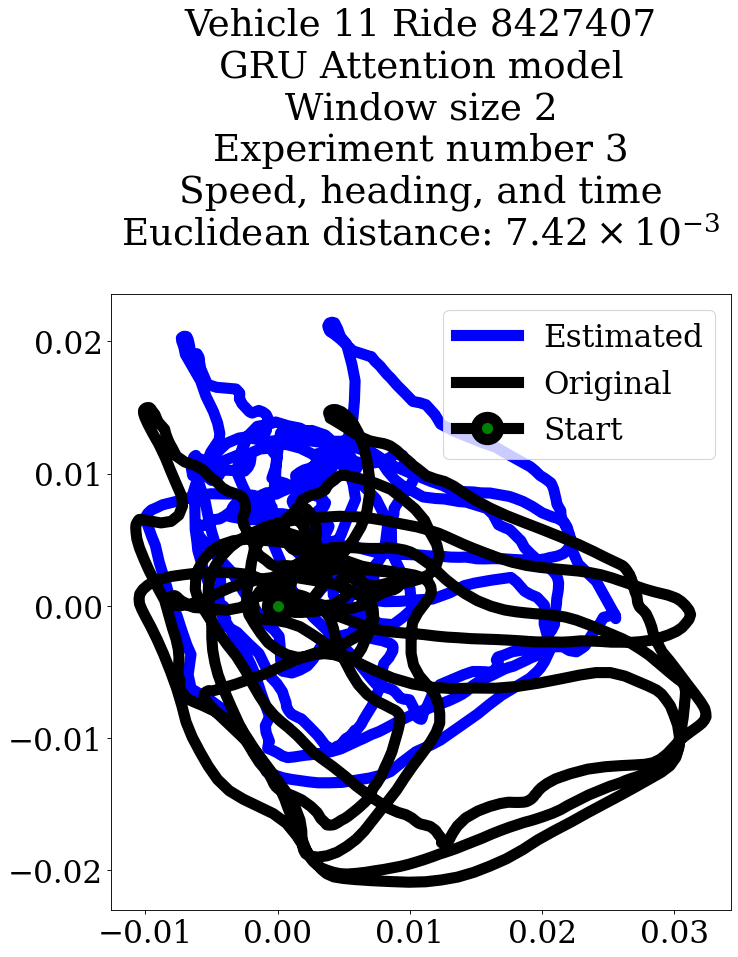 Vehicle 11 Ride 8427407
GRU Attention model
Window size 2
Experiment number 3
Speed, heading, and time
Euclidean distance: 7.42 × 10⁻³
Estimated
Original
Start
0.02
0.01
0.00
−0.01
−0.02
−0.01 0.00 0.01 0.02 0.03